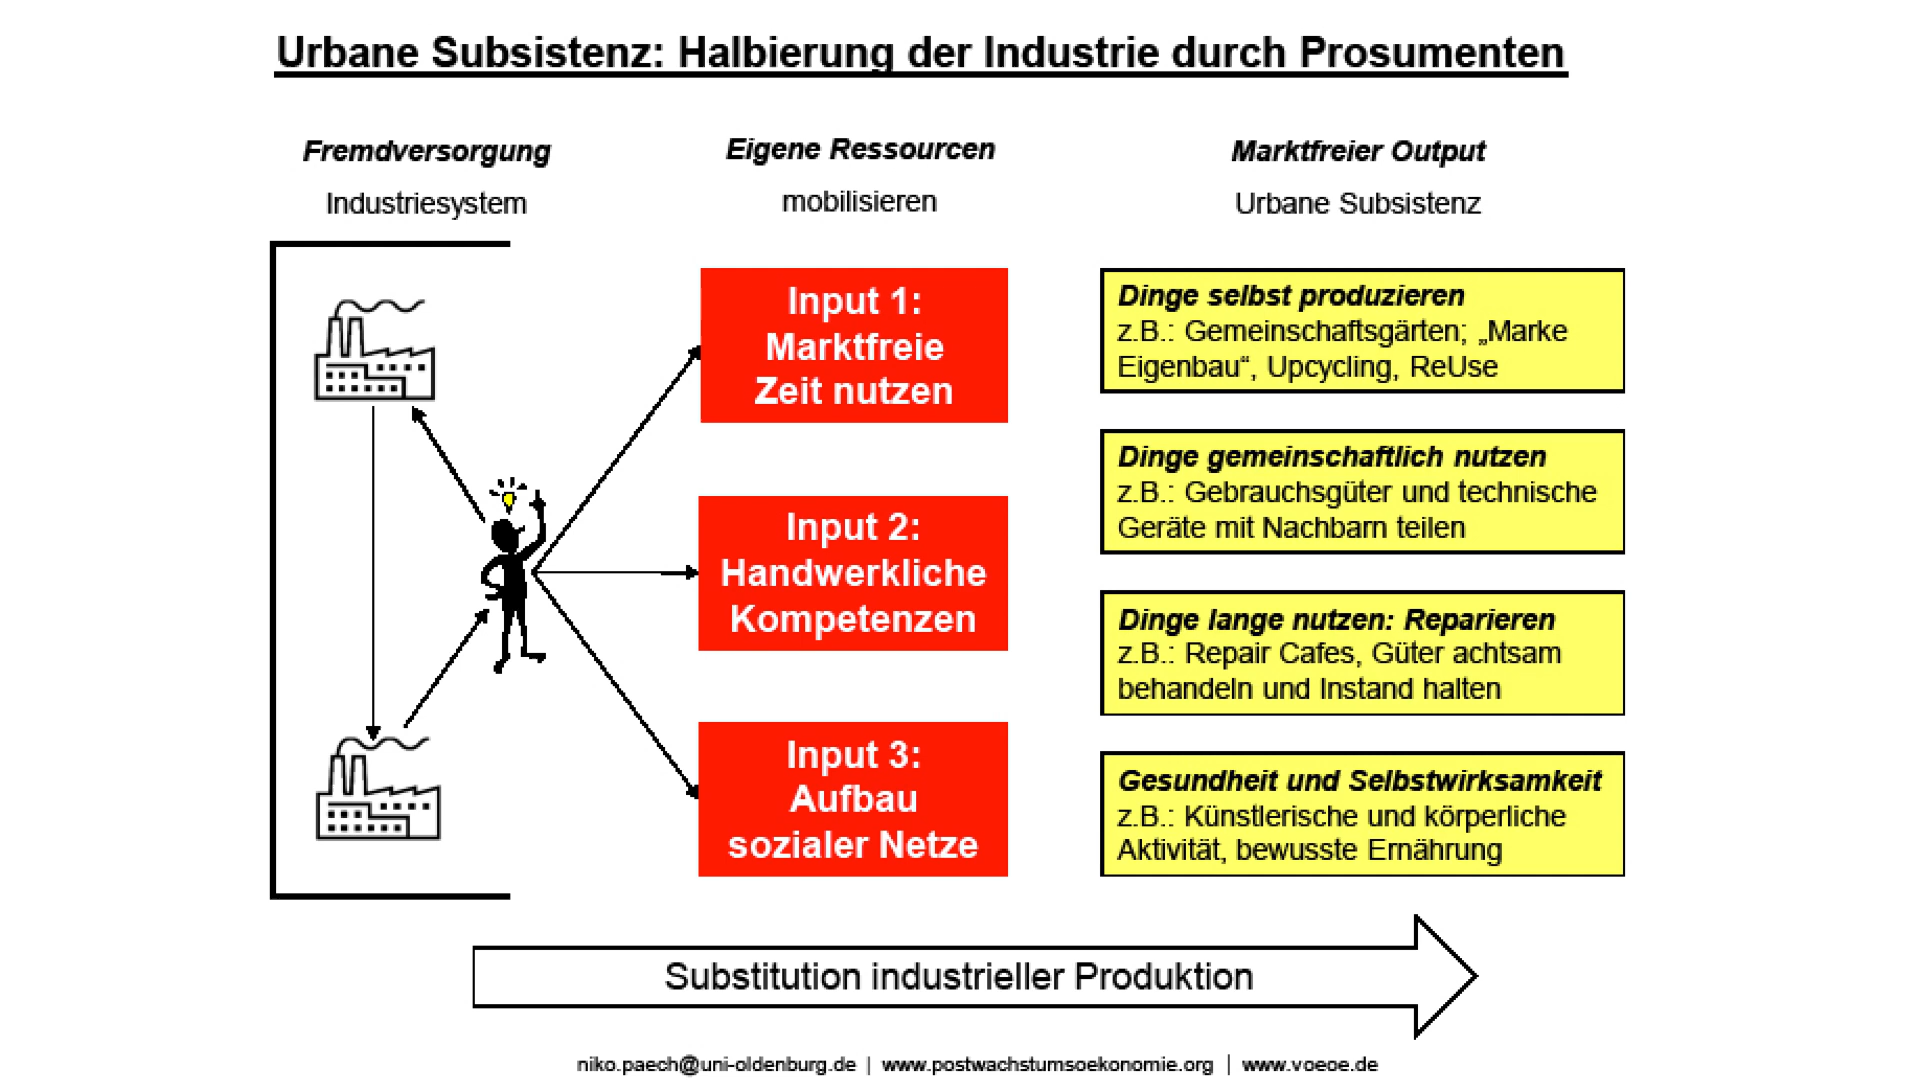 Urbane Subsistenz: Halbierung der Industrie durch Prosumenten
Fremdversorgung
Industriesystem
Eigene Ressourcen
mobilisieren
Marktfreier Output
Urbane Subsistenz
Input 1:
Marktfreie
Zeit nutzen
Input 2:
Handwerkliche
Kompetenzen
Input 3:
Aufbau
sozialer Netze
Dinge selbst produzieren
z.B.: Gemeinschaftsgärten; „Marke
Eigenbau“, Upcycling, ReUse
Dinge gemeinschaftlich nutzen
z.B.: Gebrauchsgüter und technische
Geräte mit Nachbarn teilen
Dinge lange nutzen: Reparieren
z.B.: Repair Cafes, Güter achtsam
behandeln und Instand halten
Gesundheit und Selbstwirksamkeit
z.B.: Künstlerische und körperliche
Aktivität, bewusste Ernährung
Substitution industrieller Produktion
niko.paech@uni-oldenburg.de | www.postwachstumsoekonomie.org | www.voeoe.de